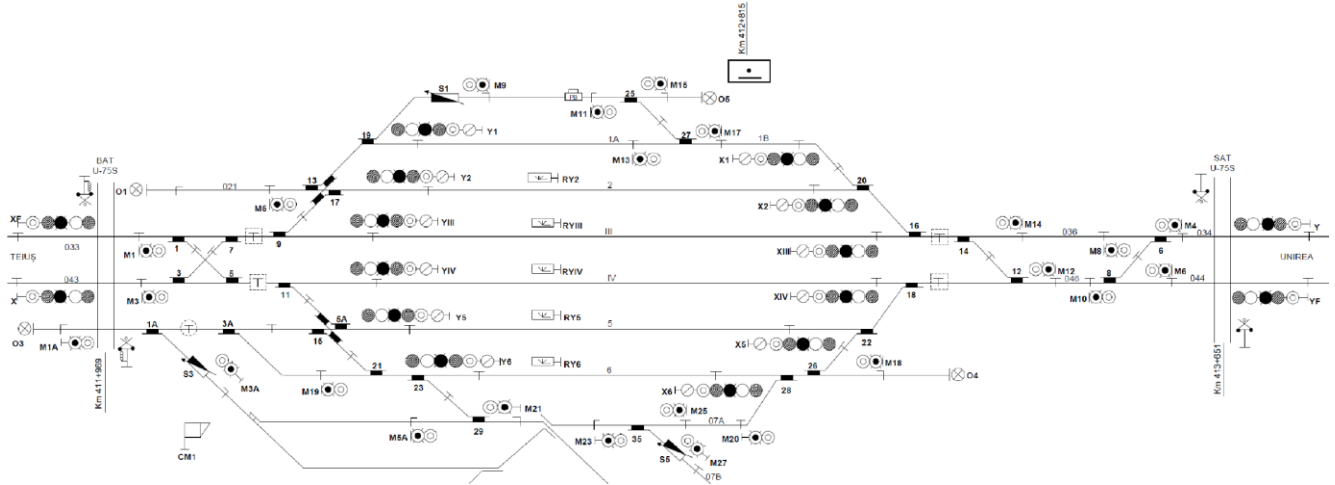 Km 412+815
S1
M9
M15
PB
25
O5
M11
19
Y1
1A
27
M17
1B
M13
X1
BAT
U-75S
SAT
U-75S
O1
021
13
17
Y2
RY2
2
20
M5
X2
XF
YIII
RYIII
III
16
M14
036
M4
034
Y
033
1
7
9
XIII
14
M8
6
TEIUŞ
M1
YIV
RYIV
M12
M6
UNIREA
043
3
5
IV
046
8
044
X
M3
11
XIV
18
12
M10
YF
Y5
RY5
5
5A
O3
1A
3A
15
22
M1A
X5
Y6
RY6
M18
Km 411+989
S3
M3A
M19
21
23
6
X6
28
26
O4
Km 413+651
M21
M25
07A
CM1
M5A
29
M23
35
M20
S5
M27
07B